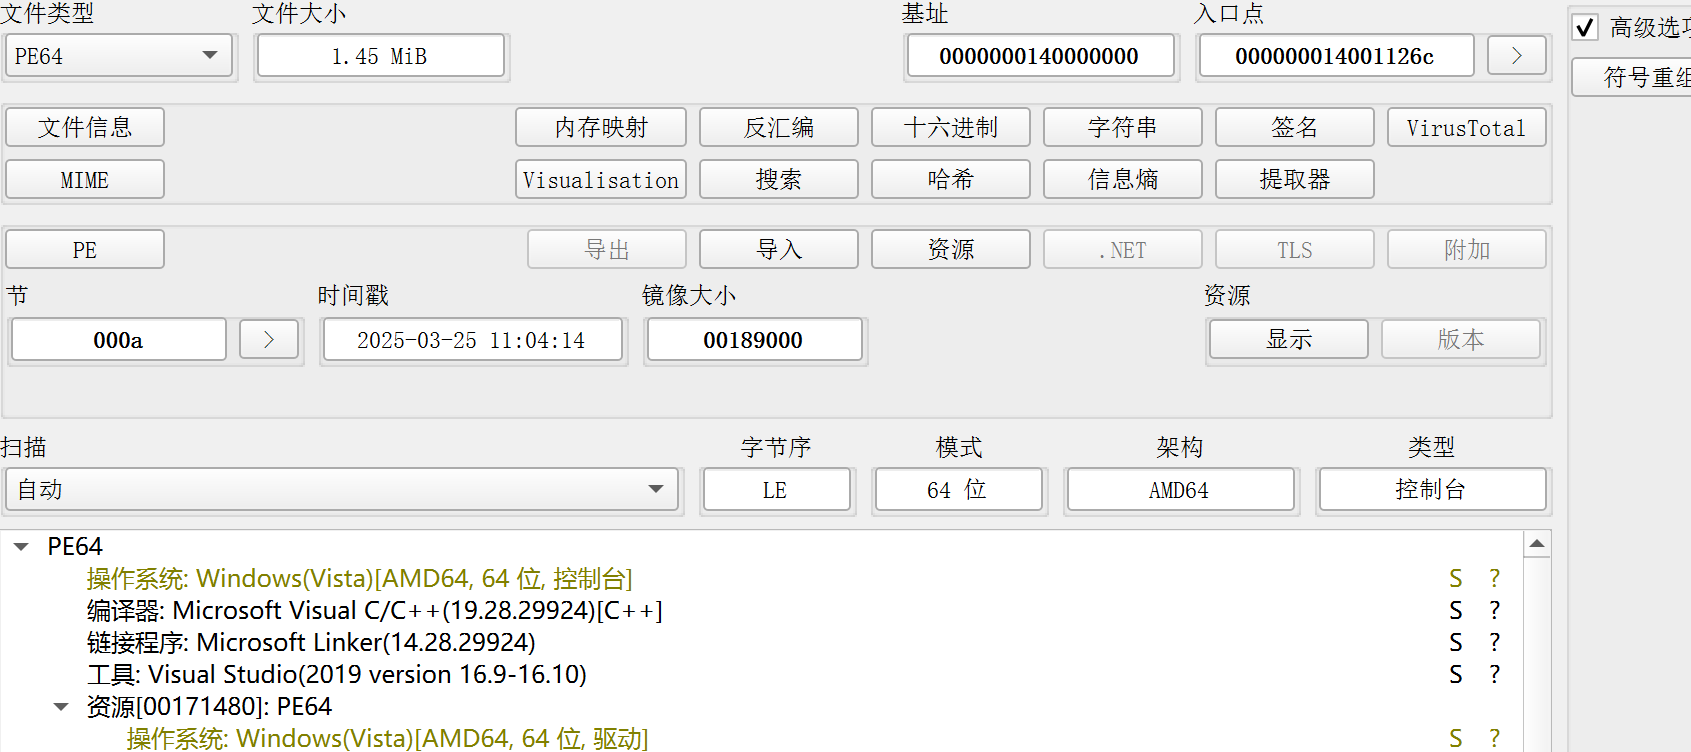 文件类型 文件大小 基址 入口点
PE64 1.45 MiB 0000000140000000 000000014001126c > 高级选项
符号重组
文件信息 内存映射 反汇编 十六进制 字符串 签名 VirusTotal
MIME Visualisation 搜索 哈希 信息熵 提取器
PE 导出 导入 资源 .NET TLS 附加
节 时间戳 镜像大小 资源
000a > 2025-03-25 11:04:14 00189000 显示 版本
扫描 字节序 模式 架构 类型
自动 LE 64 位 AMD64 控制台
PE64
操作系统: Windows(Vista)[AMD64, 64 位, 控制台] S ?
编译器: Microsoft Visual C/C++(19.28.29924)[C++] S ?
链接程序: Microsoft Linker(14.28.29924) S ?
工具: Visual Studio(2019 version 16.9-16.10) S ?
资源[00171480]: PE64
操作系统: Windows(Vista)[AMD64, 64 位, 驱动] S ?